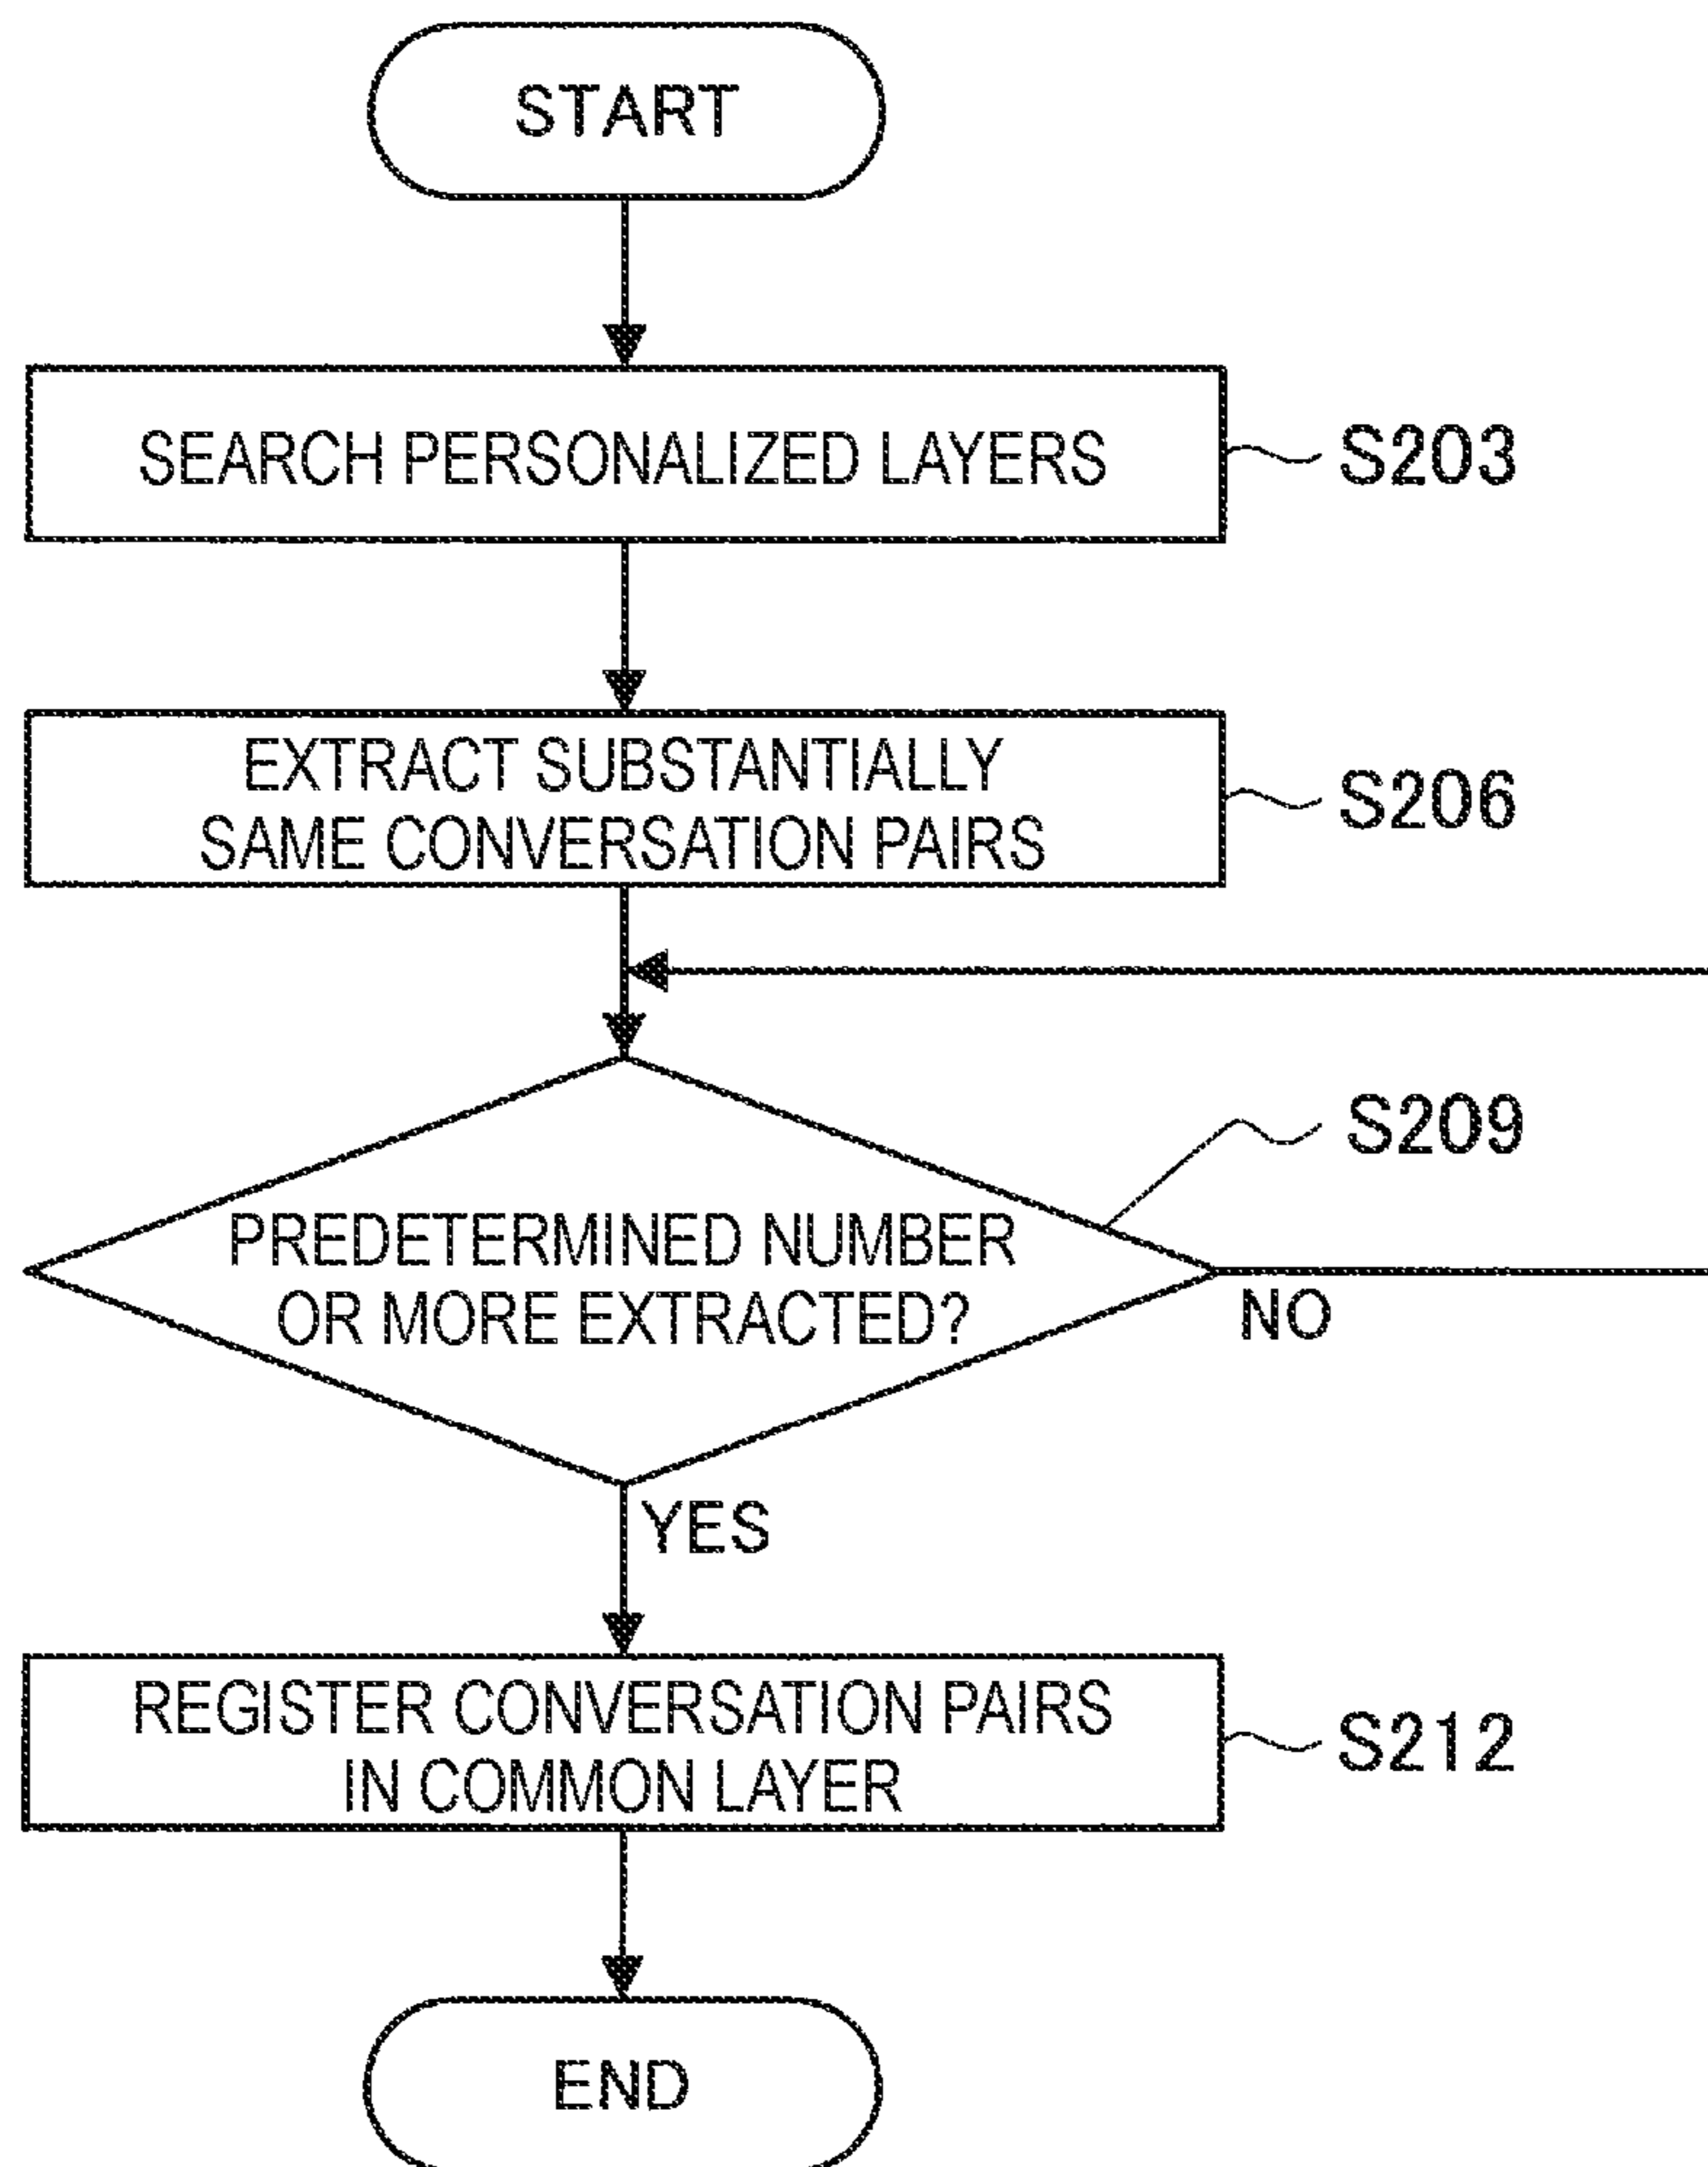 START
SEARCH PERSONALIZED LAYERS
S203
EXTRACT SUBSTANTIALLY
SAME CONVERSATION PAIRS
S206
S209
PREDETERMINED NUMBER
OR MORE EXTRACTED?
NO
YES
REGISTER CONVERSATION PAIRS
IN COMMON LAYER
S212
END